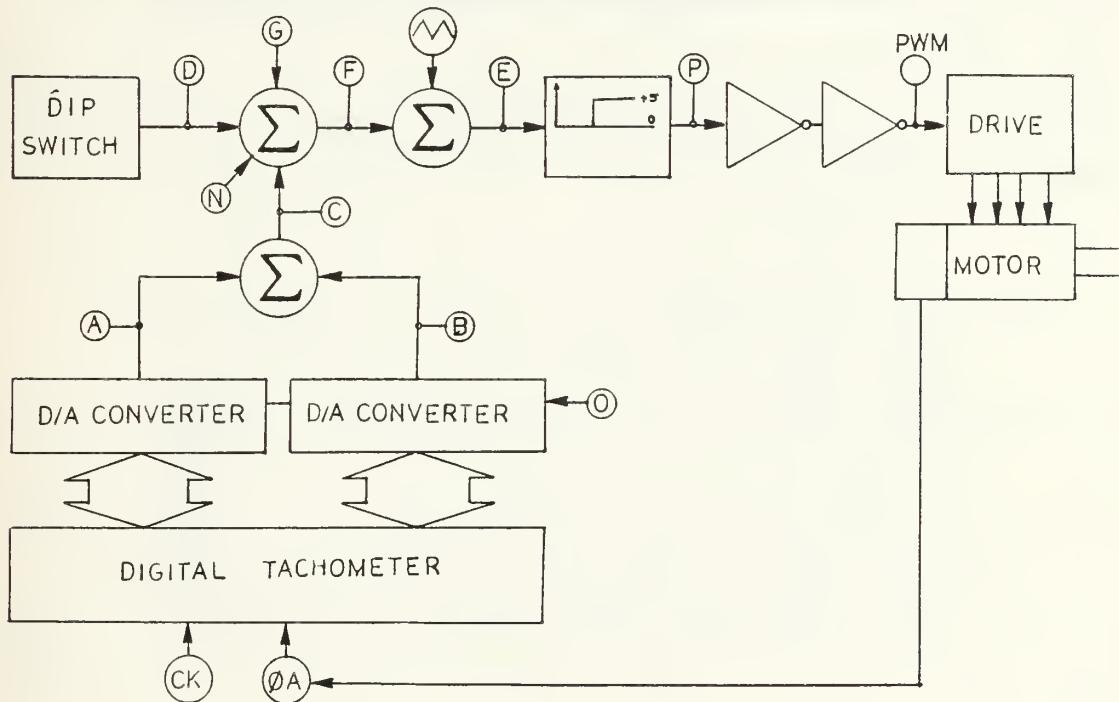 G
PWM
D
F
E
P
DIP
SWITCH
Σ
Σ
+5
0
DRIVE
N
C
Σ
MOTOR
A
B
D/A CONVERTER
D/A CONVERTER
O
DIGITAL TACHOMETER
CK
ØA